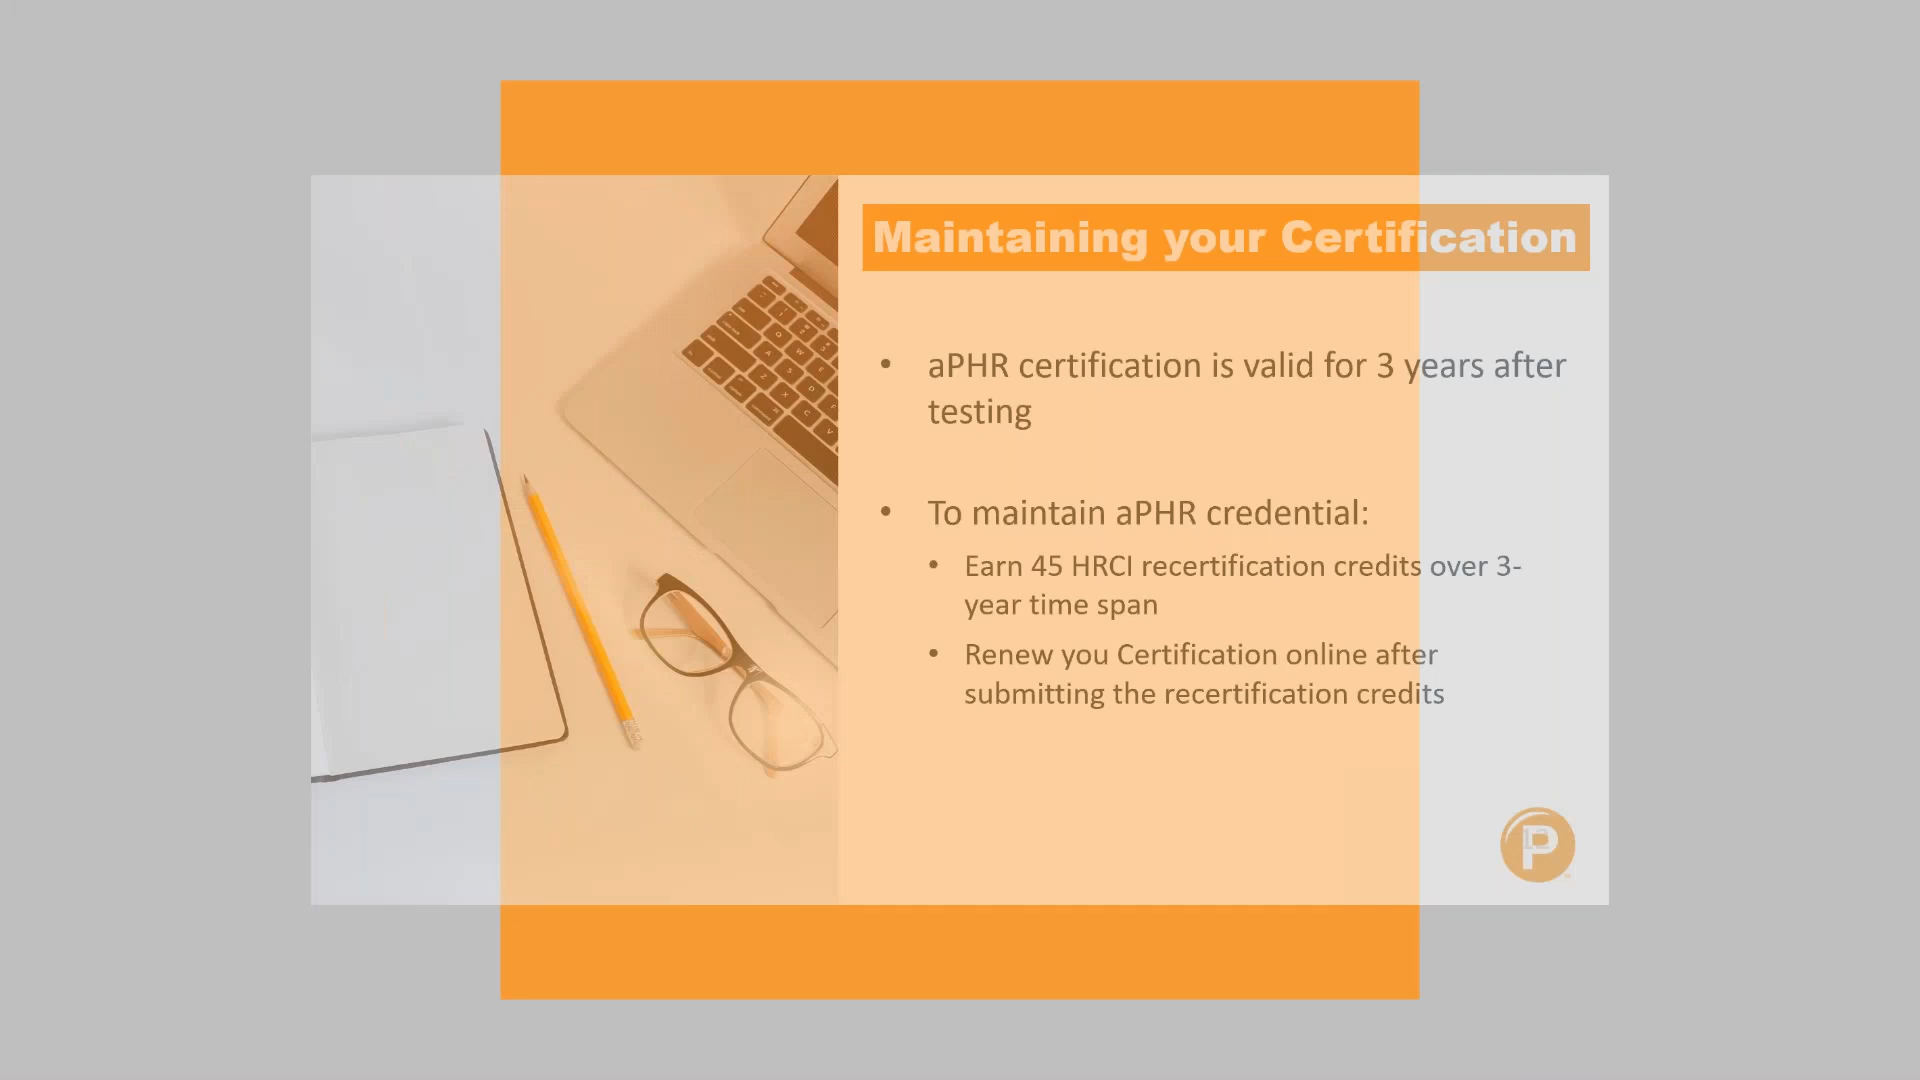 Maintaining your Certification
• aPHR certification is valid for 3 years after
testing
• To maintain aPHR credential:
• Earn 45 HRCI recertification credits over 3-
year time span
• Renew you Certification online after
submitting the recertification credits
P